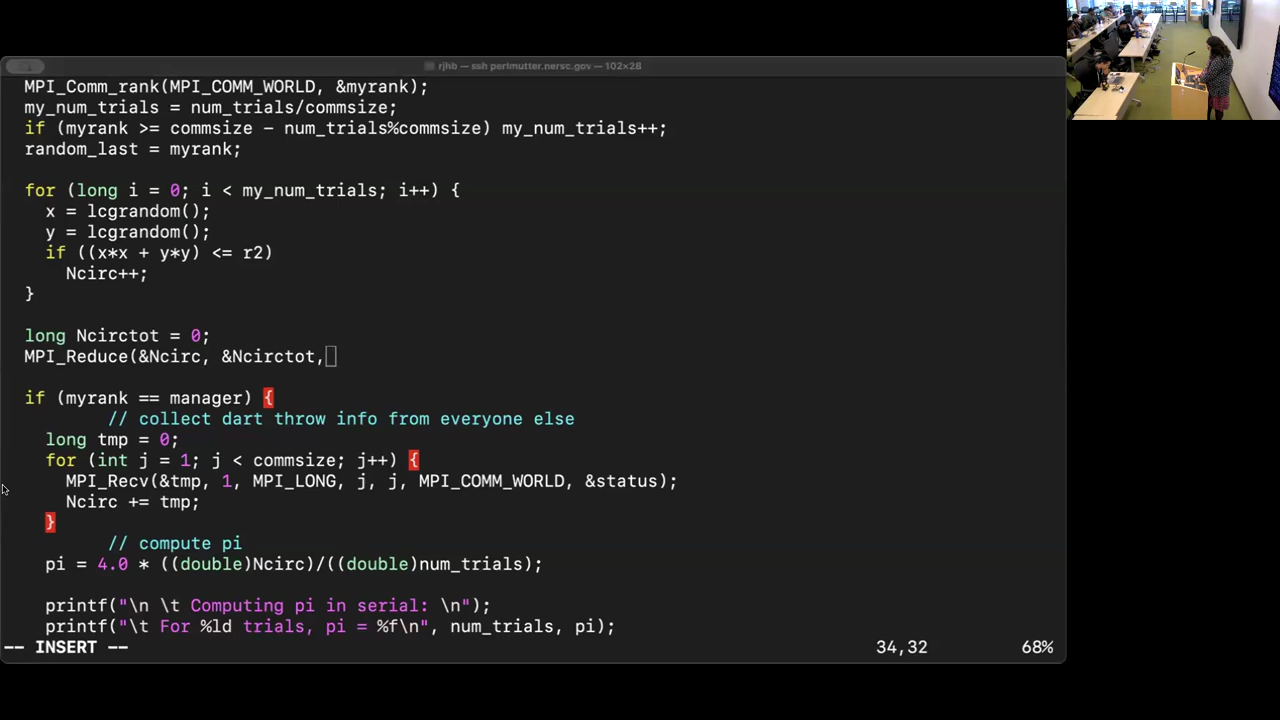 rjhb — ssh perlmutter.nersc.gov — 102×28
MPI_Comm_rank(MPI_COMM_WORLD, &myrank);
my_num_trials = num_trials/commsize;
if (myrank >= commsize - num_trials%commsize) my_num_trials++;
random_last = myrank;
for (long i = 0; i < my_num_trials; i++) {
x = lcgrandom();
y = lcgrandom();
if ((x*x + y*y) <= r2)
Ncirc++;
}
long Ncirctot = 0;
MPI_Reduce(&Ncirc, &Ncirctot,
if (myrank == manager) {
// collect dart throw info from everyone else
long tmp = 0;
for (int j = 1; j < commsize; j++) {
MPI_Recv(&tmp, 1, MPI_LONG, j, j, MPI_COMM_WORLD, &status);
Ncirc += tmp;
}
// compute pi
pi = 4.0 * ((double)Ncirc)/((double)num_trials);
printf("\n \t Computing pi in serial: \n");
printf("\t For %ld trials, pi = %f\n", num_trials, pi);
-- INSERT -- 34,32 68%